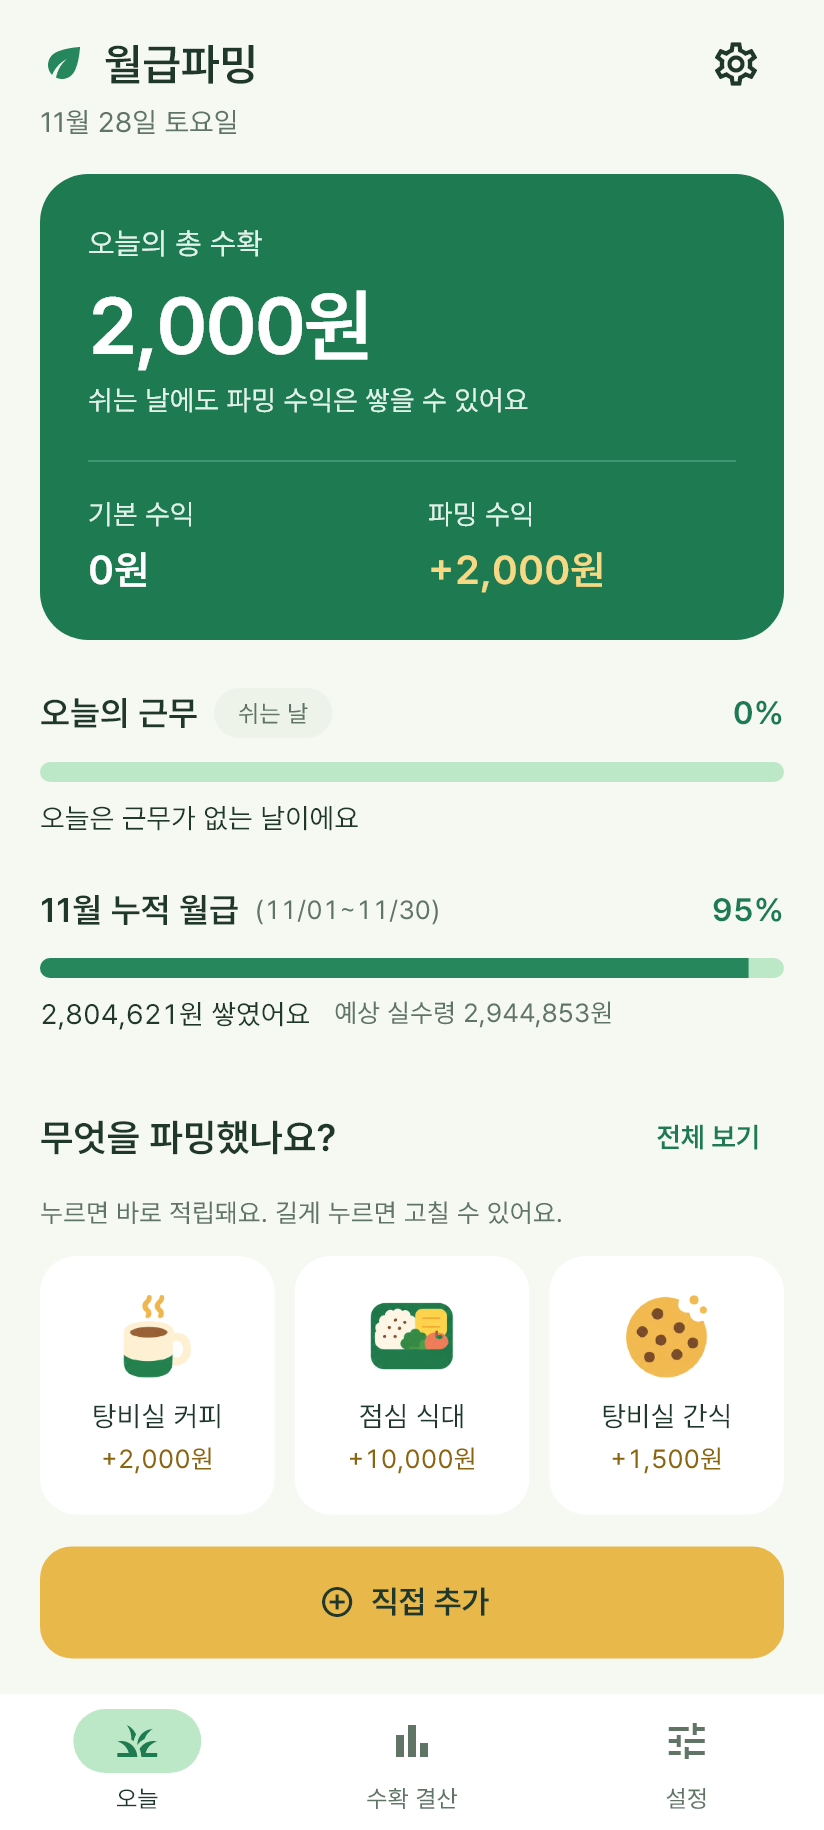 월급파밍
11월 28일 토요일
오늘의 총 수확
2,000원
쉬는 날에도 파밍 수익은 쌓을 수 있어요
기본 수익 파밍 수익
0원 +2,000원
오늘의 근무 쉬는 날 0%
오늘은 근무가 없는 날이에요
11월 누적 월급 (11/01~11/30) 95%
2,804,621원 쌓였어요 예상 실수령 2,944,853원
무엇을 파밍했나요? 전체 보기
누르면 바로 적립돼요. 길게 누르면 고칠 수 있어요.
탕비실 커피 점심 식대 탕비실 간식
+2,000원 +10,000원 +1,500원
직접 추가
오늘 수확 결산 설정